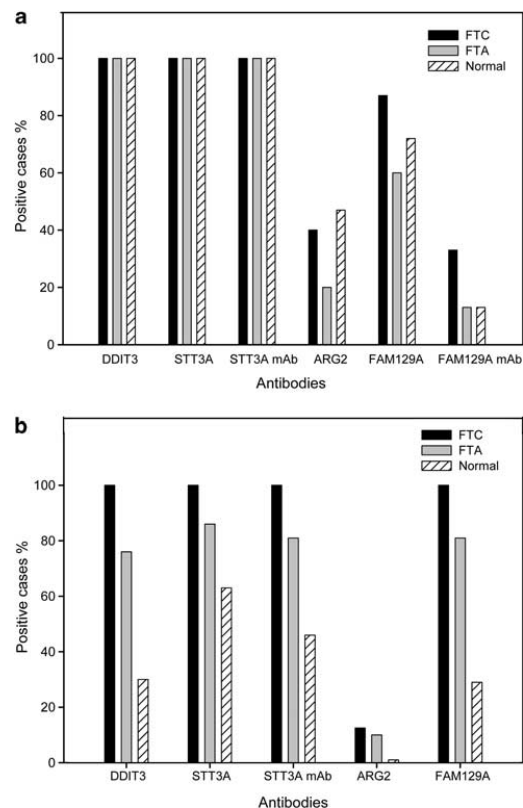 a
FTC
FTA
Normal
100
80
60
40
20
0
Positive cases %
DDIT3 STT3A STT3A mAb ARG2 FAM129A FAM129A mAb
Antibodies
b
FTC
FTA
Normal
100
80
60
40
20
0
Positive cases %
DDIT3 STT3A STT3A mAb ARG2 FAM129A
Antibodies